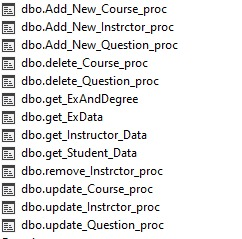 dbo.Add_New_Course_proc
dbo.Add_New_Instrctor_proc
dbo.Add_New_Question_proc
dbo.delete_Course_proc
dbo.delete_Question_proc
dbo.get_ExAndDegree
dbo.get_ExData
dbo.get_Instructor_Data
dbo.get_Student_Data
dbo.remove_Instrctor_proc
dbo.update_Course_proc
dbo.update_Instrctor_proc
dbo.update_Question_proc